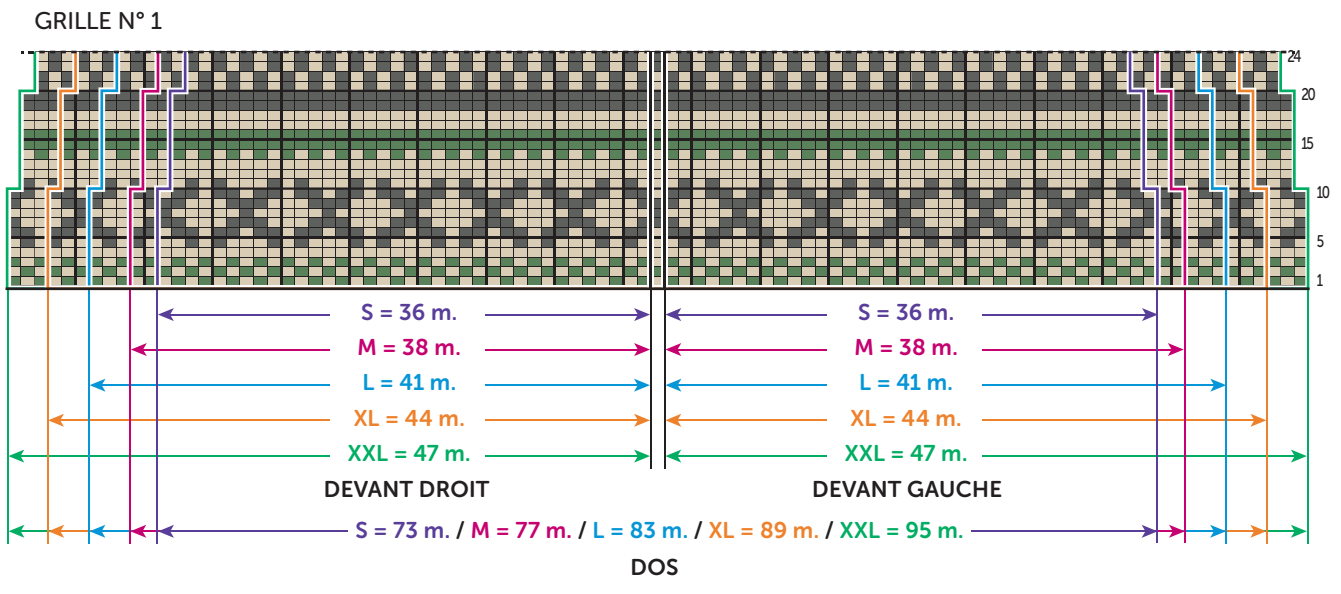 GRILLE N° 1
24
20
15
10
5
1
S = 36 m. S = 36 m.
M = 38 m. M = 38 m.
L = 41 m. L = 41 m.
XL = 44 m. XL = 44 m.
XXL = 47 m. XXL = 47 m.
DEVANT DROIT DEVANT GAUCHE
S = 73 m. / M = 77 m. / L = 83 m. / XL = 89 m. / XXL = 95 m.
DOS